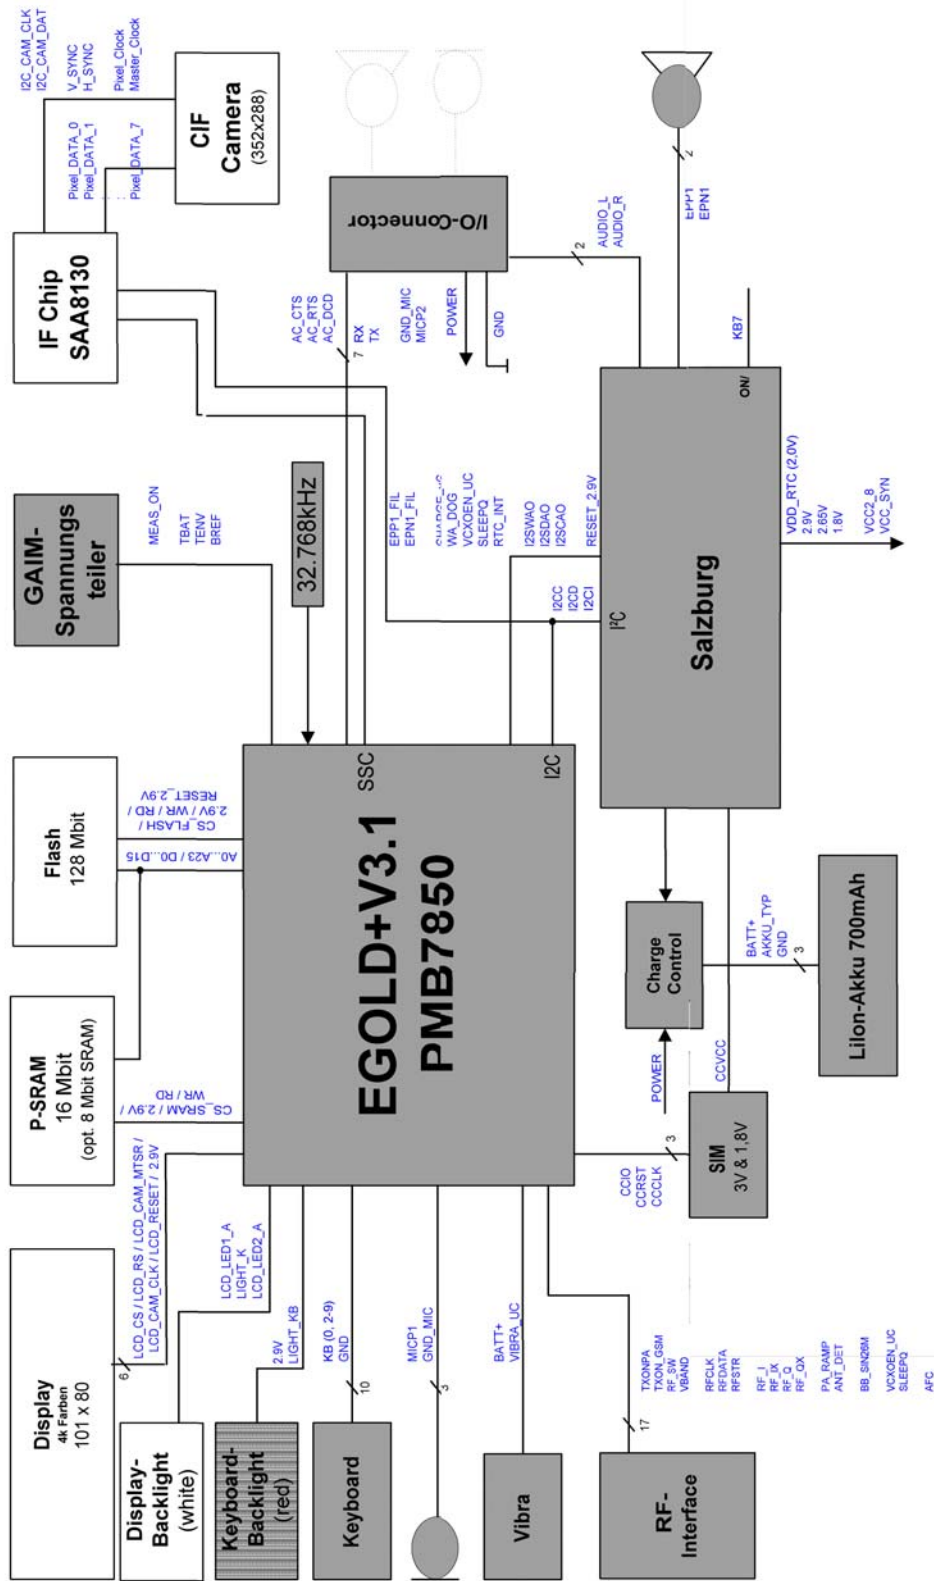 Display
4k Farben
101 x 80
6
LCD_CS / LCD_RS / LCD_CAM_MTSR /
LCD_CAM_CLK / LCD_RESET / 2.9V
P-SRAM
16 Mbit
(opt. 8 Mbit SRAM)
CS_SRAM / 2.9V /
WR / RD
Flash
128 Mbit
A0...A23 / D0...D15
CS_FLASH /
2.9V / WR / RD /
RESET_2.9V
GAIM-
Spannungs
teiler
MEAS_ON
TBAT
TENV
BREF
IF Chip
SAA8130
I2C_CAM_CLK
I2C_CAM_DAT
V_SYNC
H_SYNC
Pixel_Clock
Master_Clock
Pixel_DATA_0
Pixel_DATA_1
:
:
Pixel_DATA_7
CIF
Camera
(352x288)
Display-
Backlight
(white)
LCD_LED1_A
LIGHT_K
LCD_LED2_A
Keyboard-
Backlight
(red)
2.9V
LIGHT_KB
Keyboard
10
KB (0, 2-9)
GND
3
MICP1
GND_MIC
Vibra
BATT+
VIBRA_UC
RF-
Interface
17
TXONPA
TXON_GSM
RF_SW
VBAND
RFCLK
RFDATA
RFSTR
RF_I
RF_IX
RF_Q
RF_QX
PA_RAMP
ANT_DET
BB_SIN26M
VCXOEN_UC
SLEEPQ
AFC
EGOLD+V3.1
PMB7850
SSC
I2C
32.768kHz
AC_CTS
AC_RTS
AC_DCD
RX
TX
7
GND_MIC
MICP2
POWER
GND
I/O-Connector
EPP1_FIL
EPN1_FIL
WA_DOG
VCXOEN_UC
SLEEPQ
RTC_INT
I2SWAO
I2SDAO
I2SCAO
RESET_2.9V
I2CC
I2CD
I2CI
2
AUDIO_L
AUDIO_R
2
EPP1
EPN1
KB7
I²C
ON/
Salzburg
VDD_RTC (2,0V)
2.9V
2.65V
1.8V
VCC2_8
VCC_SYN
CCIO
CCRST
CCCLK
3
SIM
3V & 1,8V
POWER
Charge
Control
CCVCC
BATT+
AKKU_TYP
GND
3
LiIon-Akku 700mAh